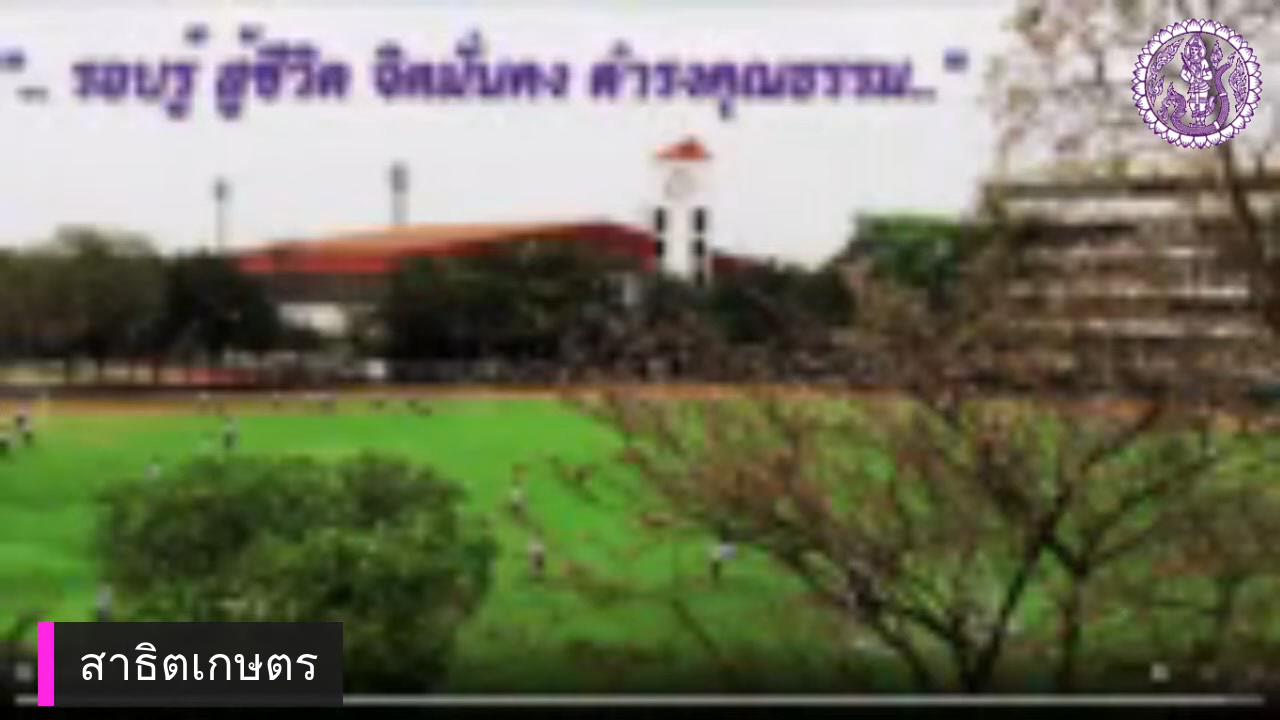 ".. รอบรู้ สู้ชีวิต จิตมั่นคง ดำรงคุณธรรม.. "
สาธิตเกษตร